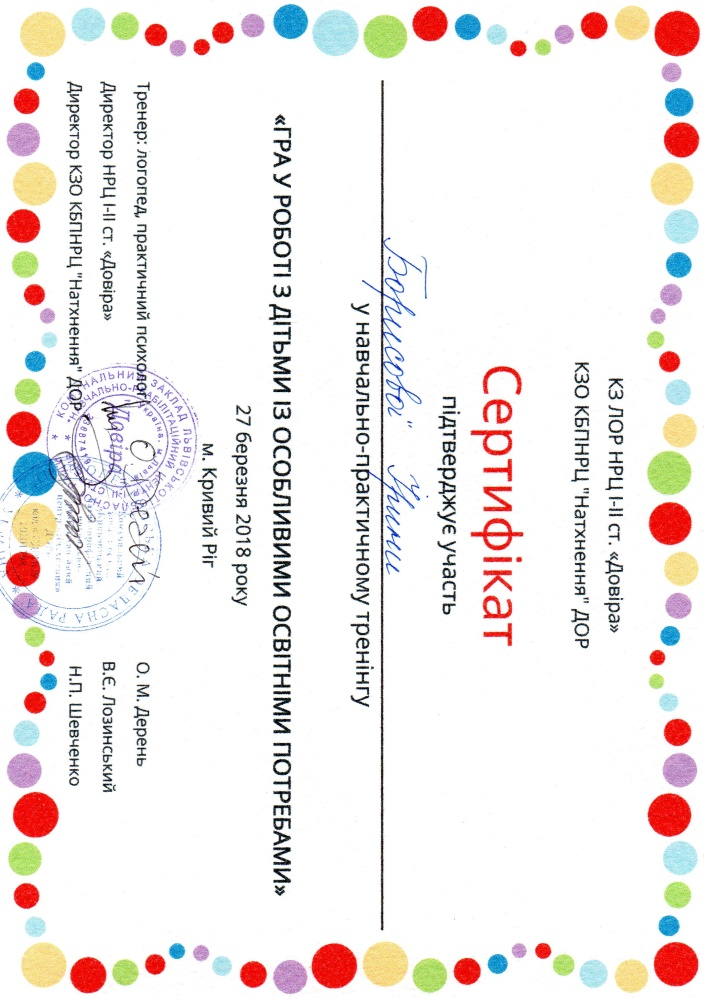 КЗ ЛОР НРЦ І-ІІ ст. «Довіра»
КЗО КБПНРЦ "Натхнення" ДОР
Сертифікат
підтверджує участь
Борисової Ірини
у навчально-практичному тренінгу
«ГРА У РОБОТІ З ДІТЬМИ ІЗ ОСОБЛИВИМИ ОСВІТНІМИ ПОТРЕБАМИ»
27 березня 2018 року
м. Кривий Ріг
Тренер: логопед, практичний психолог О. М. Дерень
Директор НРЦ І-ІІ ст. «Довіра» В.Є. Лозинський
Директор КЗО КБПНРЦ "Натхнення" ДОР Н.П. Шевченко